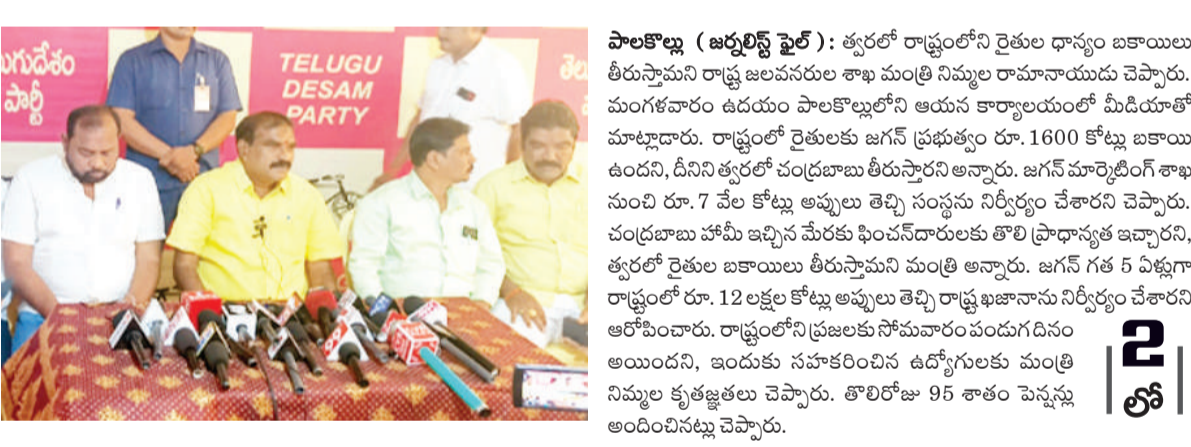 లుగుదేశం
పార్టీ
TELUGU
DESAM
PARTY
తెలు
పాలకొల్లు ( జర్నలిస్ట్ ఫైల్ ): త్వరలో రాష్ట్రంలోని రైతుల ధాన్యం బకాయిలు
తీరుస్తామని రాష్ట్ర జలవనరుల శాఖ మంత్రి నిమ్మల రామానాయుడు చెప్పారు.
మంగళవారం ఉదయం పాలకొల్లులోని ఆయన కార్యాలయంలో మీడియాతో
మాట్లాడారు. రాష్ట్రంలో రైతులకు జగన్ ప్రభుత్వం రూ.1600 కోట్లు బకాయి
ఉందని, దీనిని త్వరలో చంద్రబాబు తీరుస్తారని అన్నారు. జగన్ మార్కెటింగ్ శాఖ
నుంచి రూ.7 వేల కోట్లు అప్పులు తెచ్చి సంస్థను నిర్వీర్యం చేశారని చెప్పారు.
చంద్రబాబు హామీ ఇచ్చిన మేరకు ఫించన్‌దారులకు తొలి ప్రాధాన్యత ఇచ్చారని,
త్వరలో రైతుల బకాయిలు తీరుస్తామని మంత్రి అన్నారు. జగన్ గత 5 ఏళ్లుగా
రాష్ట్రంలో రూ. 12 లక్షల కోట్లు అప్పులు తెచ్చి రాష్ట్ర ఖజానాను నిర్వీర్యం చేశారని
ఆరోపించారు. రాష్ట్రంలోని ప్రజలకు సోమవారం పండుగ దినం
అయిందని, ఇందుకు సహకరించిన ఉద్యోగులకు మంత్రి
నిమ్మల కృతజ్ఞతలు చెప్పారు. తొలిరోజు 95 శాతం పెన్షన్లు
అందించినట్లు చెప్పారు.
2
లో